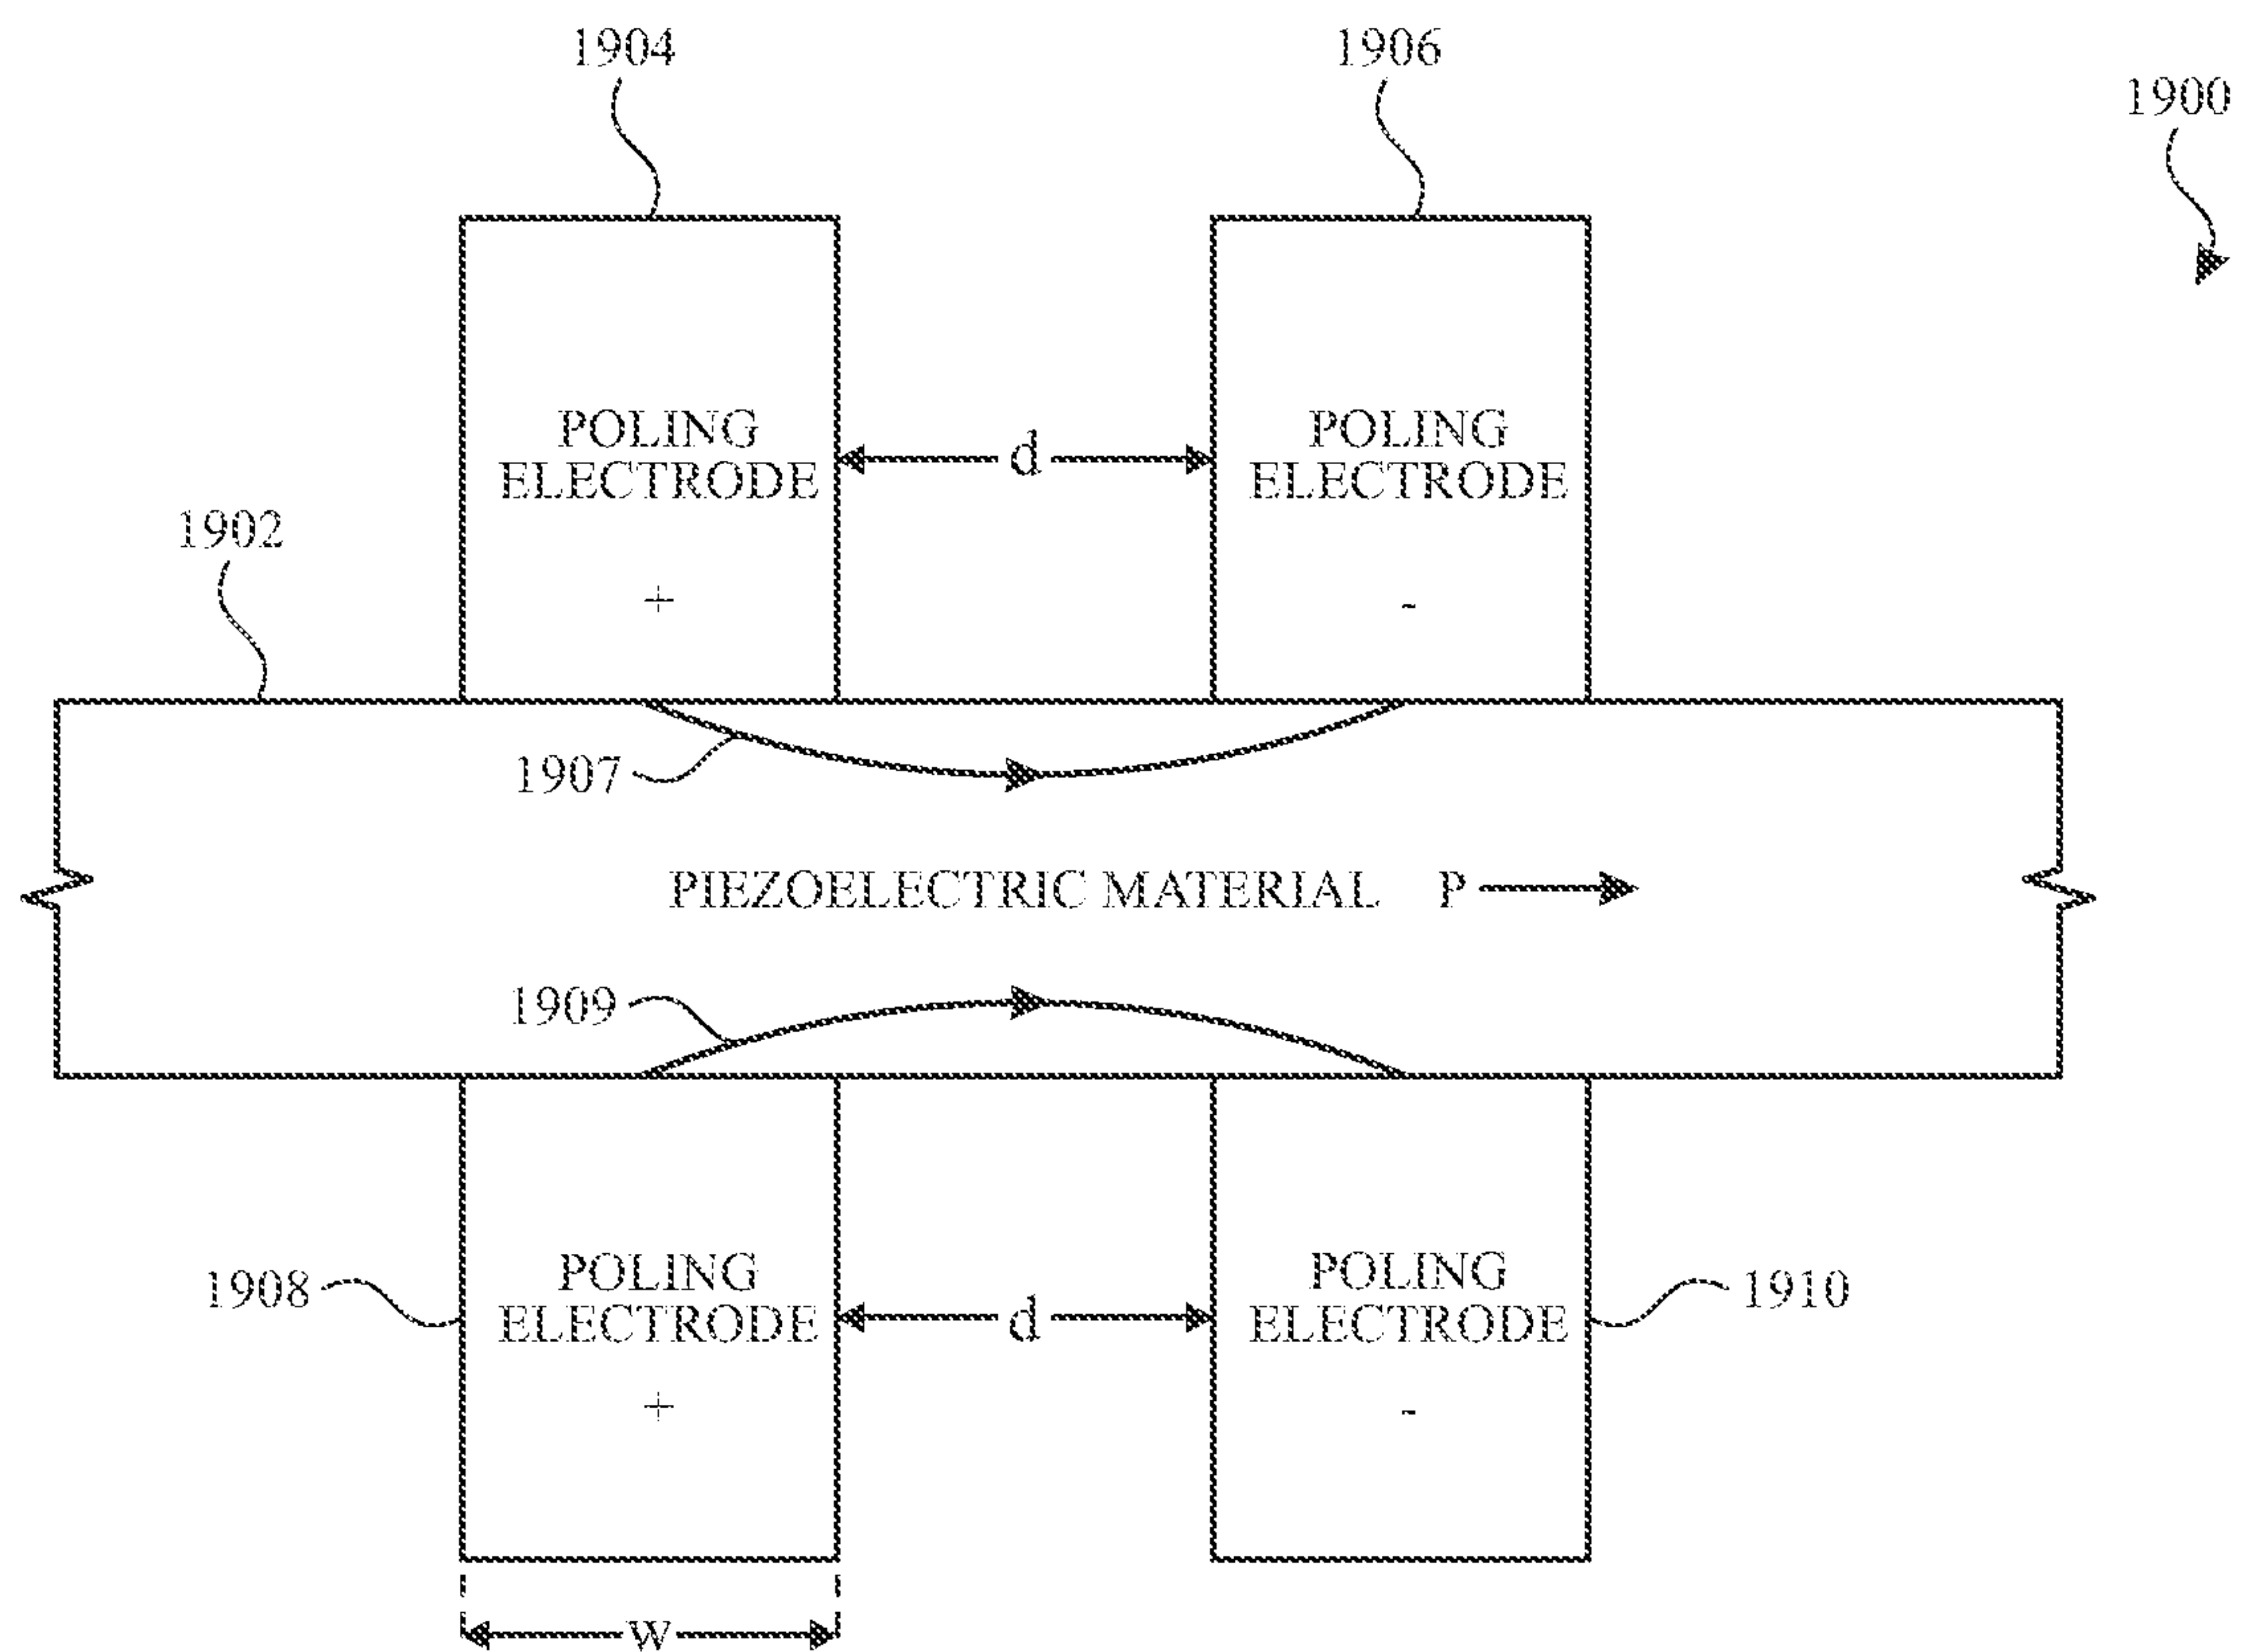 1904
1906
1900
POLING
ELECTRODE
+
d
POLING
ELECTRODE
-
1902
1907
PIEZOELECTRIC MATERIAL P
1909
1908
POLING
ELECTRODE
+
d
POLING
ELECTRODE
-
1910
w